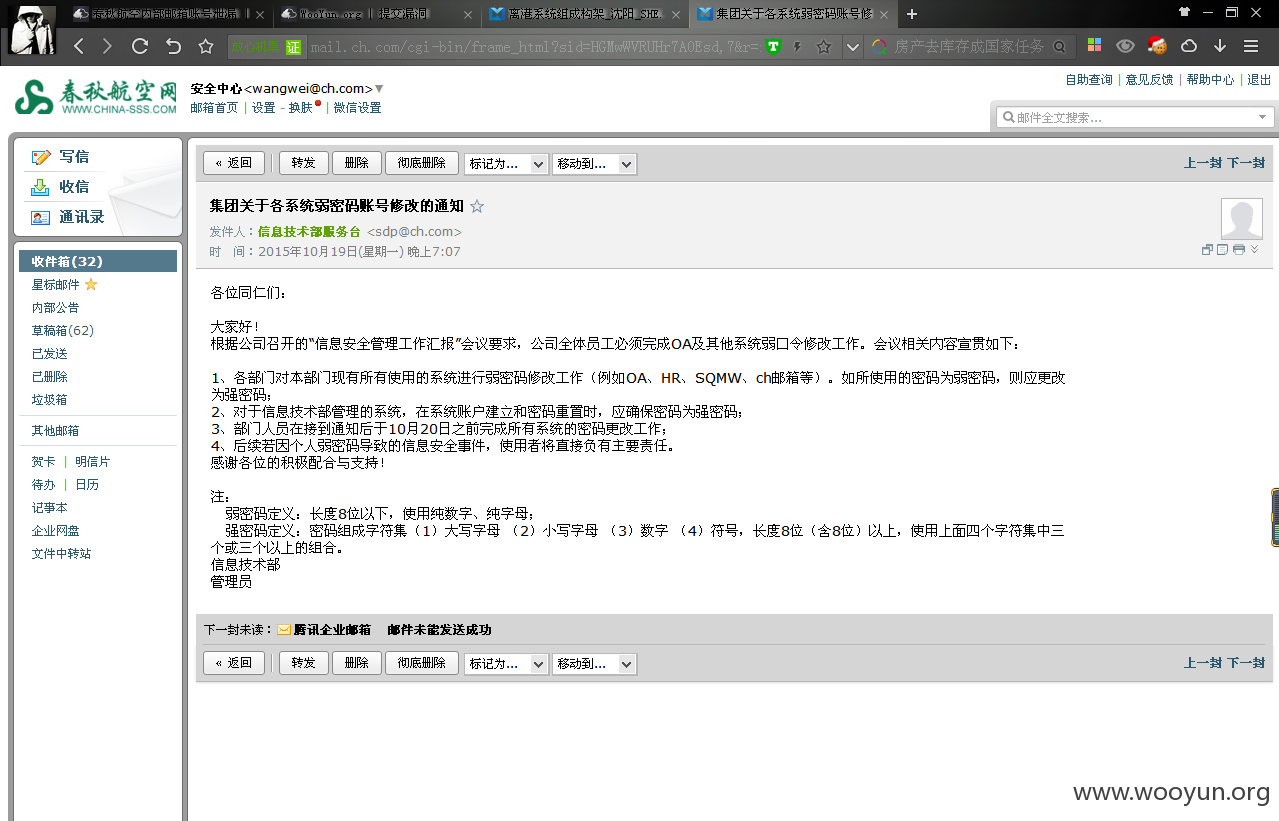 春秋航空内部邮箱账号泄漏
WooYun.org | 提交漏洞
离港系统组成构架_沈阳_SHE
集团关于各系统弱密码账号修
证
mail.ch.com/cgi-bin/frame_html?sid=HGMwWVRUHr7A0Esd,7&r=
房产去库存成国家任务
春秋航空网
WWW.CHINA-SSS.COM
安全中心<wangwei@ch.com>
邮箱首页 | 设置 - 换肤 | 微信设置
自助查询 | 意见反馈 | 帮助中心 | 退出
邮件全文搜索...
写信
收信
通讯录
收件箱(32)
星标邮件
内部公告
草稿箱(62)
已发送
已删除
垃圾箱
其他邮箱
贺卡 | 明信片
待办 | 日历
记事本
企业网盘
文件中转站
« 返回 转发 删除 彻底删除 标记为... 移动到... 上一封 下一封
集团关于各系统弱密码账号修改的通知
发件人：信息技术部服务台 <sdp@ch.com>
时 间：2015年10月19日(星期一) 晚上7:07
各位同仁们：
大家好！
根据公司召开的“信息安全管理工作汇报”会议要求，公司全体员工必须完成OA及其他系统弱口令修改工作。会议相关内容宣贯如下：
1、各部门对本部门现有所有使用的系统进行弱密码修改工作（例如OA、HR、SQMW、ch邮箱等）。如所使用的密码为弱密码，则应更改
为强密码；
2、对于信息技术部管理的系统，在系统账户建立和密码重置时，应确保密码为强密码；
3、部门人员在接到通知后于10月20日之前完成所有系统的密码更改工作；
4、后续若因个人弱密码导致的信息安全事件，使用者将直接负有主要责任。
感谢各位的积极配合与支持！
注：
弱密码定义：长度8位以下，使用纯数字、纯字母；
强密码定义：密码组成字符集（1）大写字母 （2）小写字母 （3）数字 （4）符号，长度8位（含8位）以上，使用上面四个字符集中三
个或三个以上的组合。
信息技术部
管理员
下一封未读：腾讯企业邮箱 邮件未能发送成功
« 返回 转发 删除 彻底删除 标记为... 移动到... 上一封 下一封
www.wooyun.org